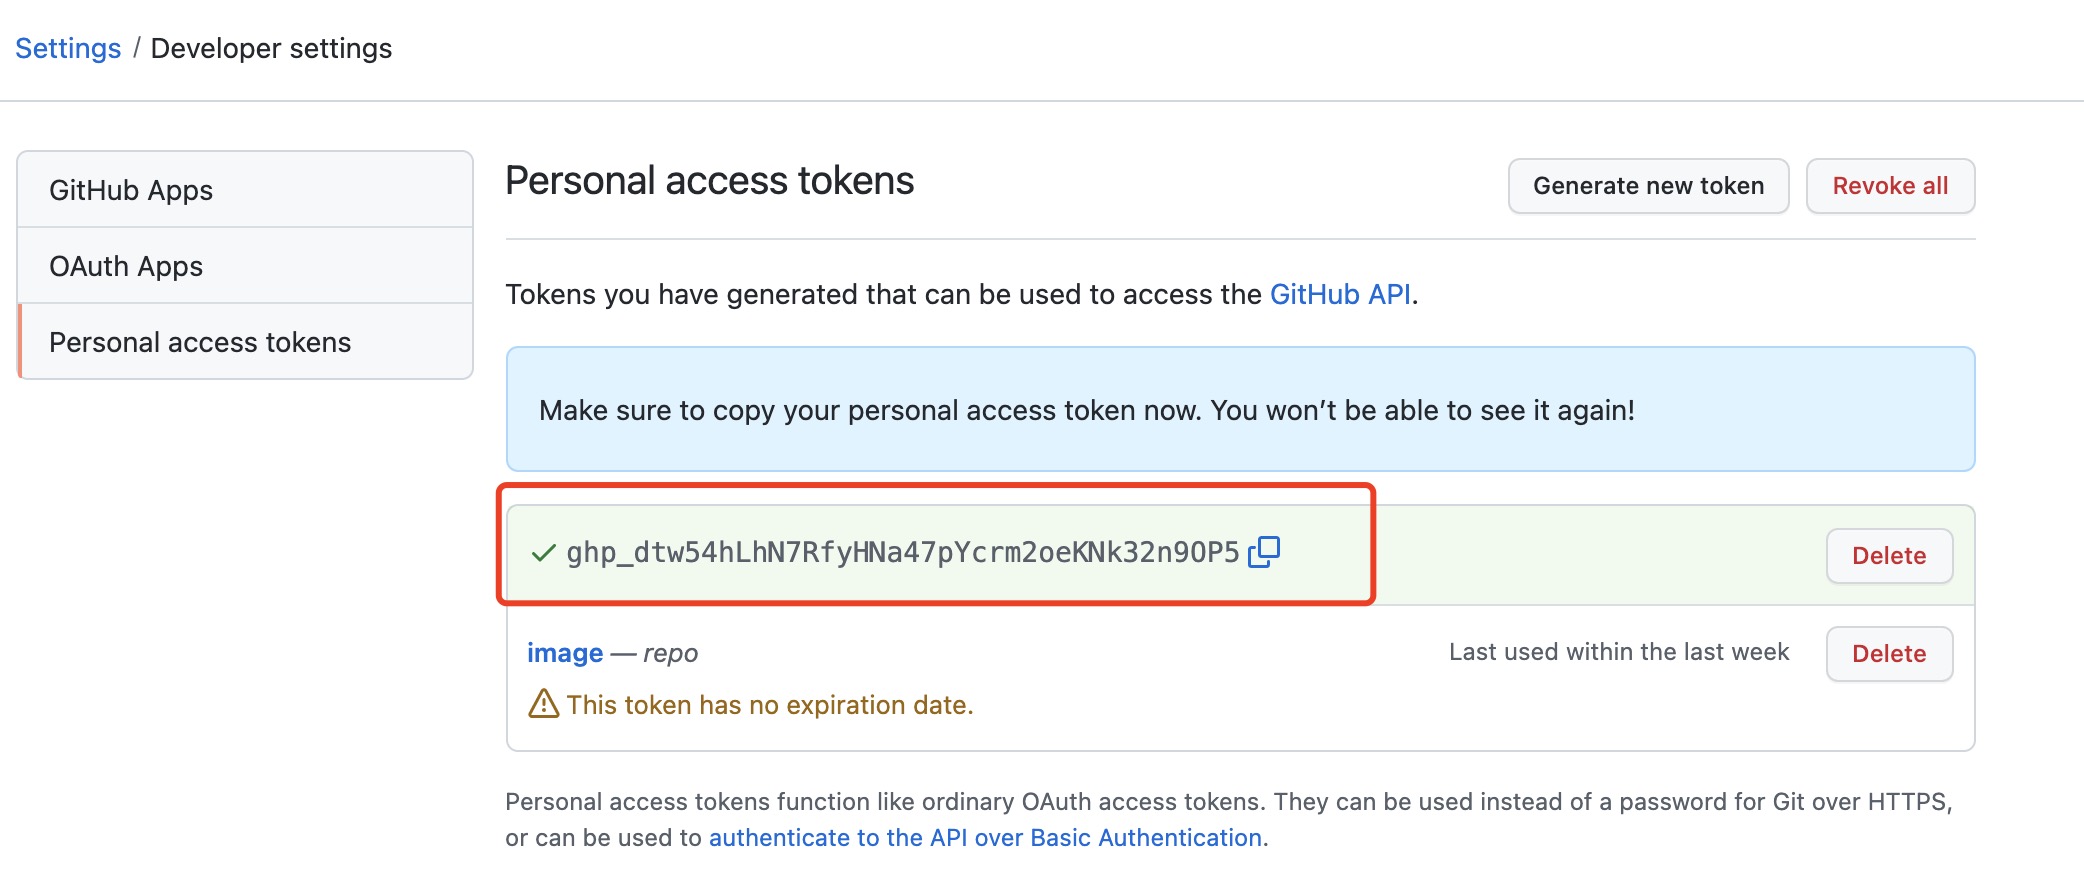 Settings / Developer settings
GitHub Apps
OAuth Apps
Personal access tokens
Personal access tokens
Generate new token
Revoke all
Tokens you have generated that can be used to access the GitHub API.
Make sure to copy your personal access token now. You won’t be able to see it again!
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
Delete
image — repo
Last used within the last week
Delete
This token has no expiration date.
Personal access tokens function like ordinary OAuth access tokens. They can be used instead of a password for Git over HTTPS,
or can be used to authenticate to the API over Basic Authentication.